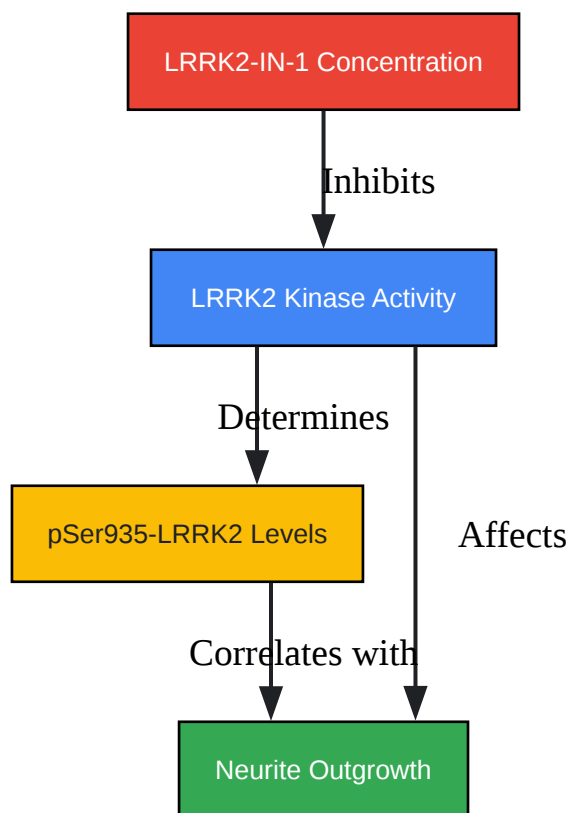 LRRK2-IN-1 Concentration
Inhibits
LRRK2 Kinase Activity
Determines
pSer935-LRRK2 Levels
Affects
Correlates with
Neurite Outgrowth